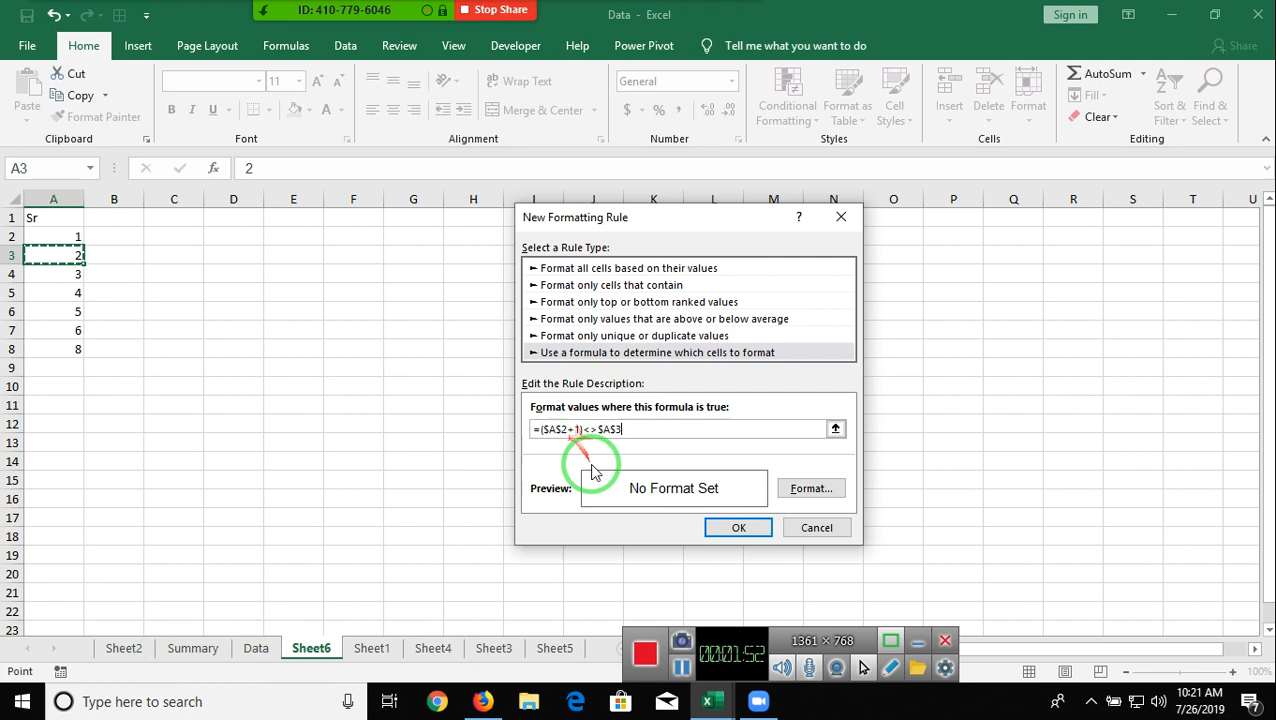 ID: 410-779-6046
Stop Share
Data - Excel
Sign in
File
Home
Insert
Page Layout
Formulas
Data
Review
View
Developer
Help
Power Pivot
Tell me what you want to do
Share
Paste
Cut
Copy
Format Painter
Clipboard
11
B I U
Font
Wrap Text
Merge & Center
Alignment
General
$ % ,
Number
Conditional
Formatting
Format as
Table
Cell
Styles
Styles
Insert
Delete
Format
Cells
AutoSum
Fill
Clear
Sort &
Filter
Find &
Select
Editing
A3
fx
2
A B C D E F G H I J K L M N O P Q R S T U
1 Sr
2 1
3 2
4 3
5 4
6 5
7 6
8 8
9
10
11
12
13
14
15
16
17
18
19
20
21
22
23
New Formatting Rule
?
Select a Rule Type:
► Format all cells based on their values
► Format only cells that contain
► Format only top or bottom ranked values
► Format only values that are above or below average
► Format only unique or duplicate values
► Use a formula to determine which cells to format
Edit the Rule Description:
Format values where this formula is true:
=($A$2+1)<>$A$3
Preview:
No Format Set
Format...
OK
Cancel
Sheet2
Summary
Data
Sheet6
Sheet1
Sheet4
Sheet3
Sheet5
00:01:52
1361 × 768
Point
100%
Type here to search
10:21 AM
7/26/2019
7